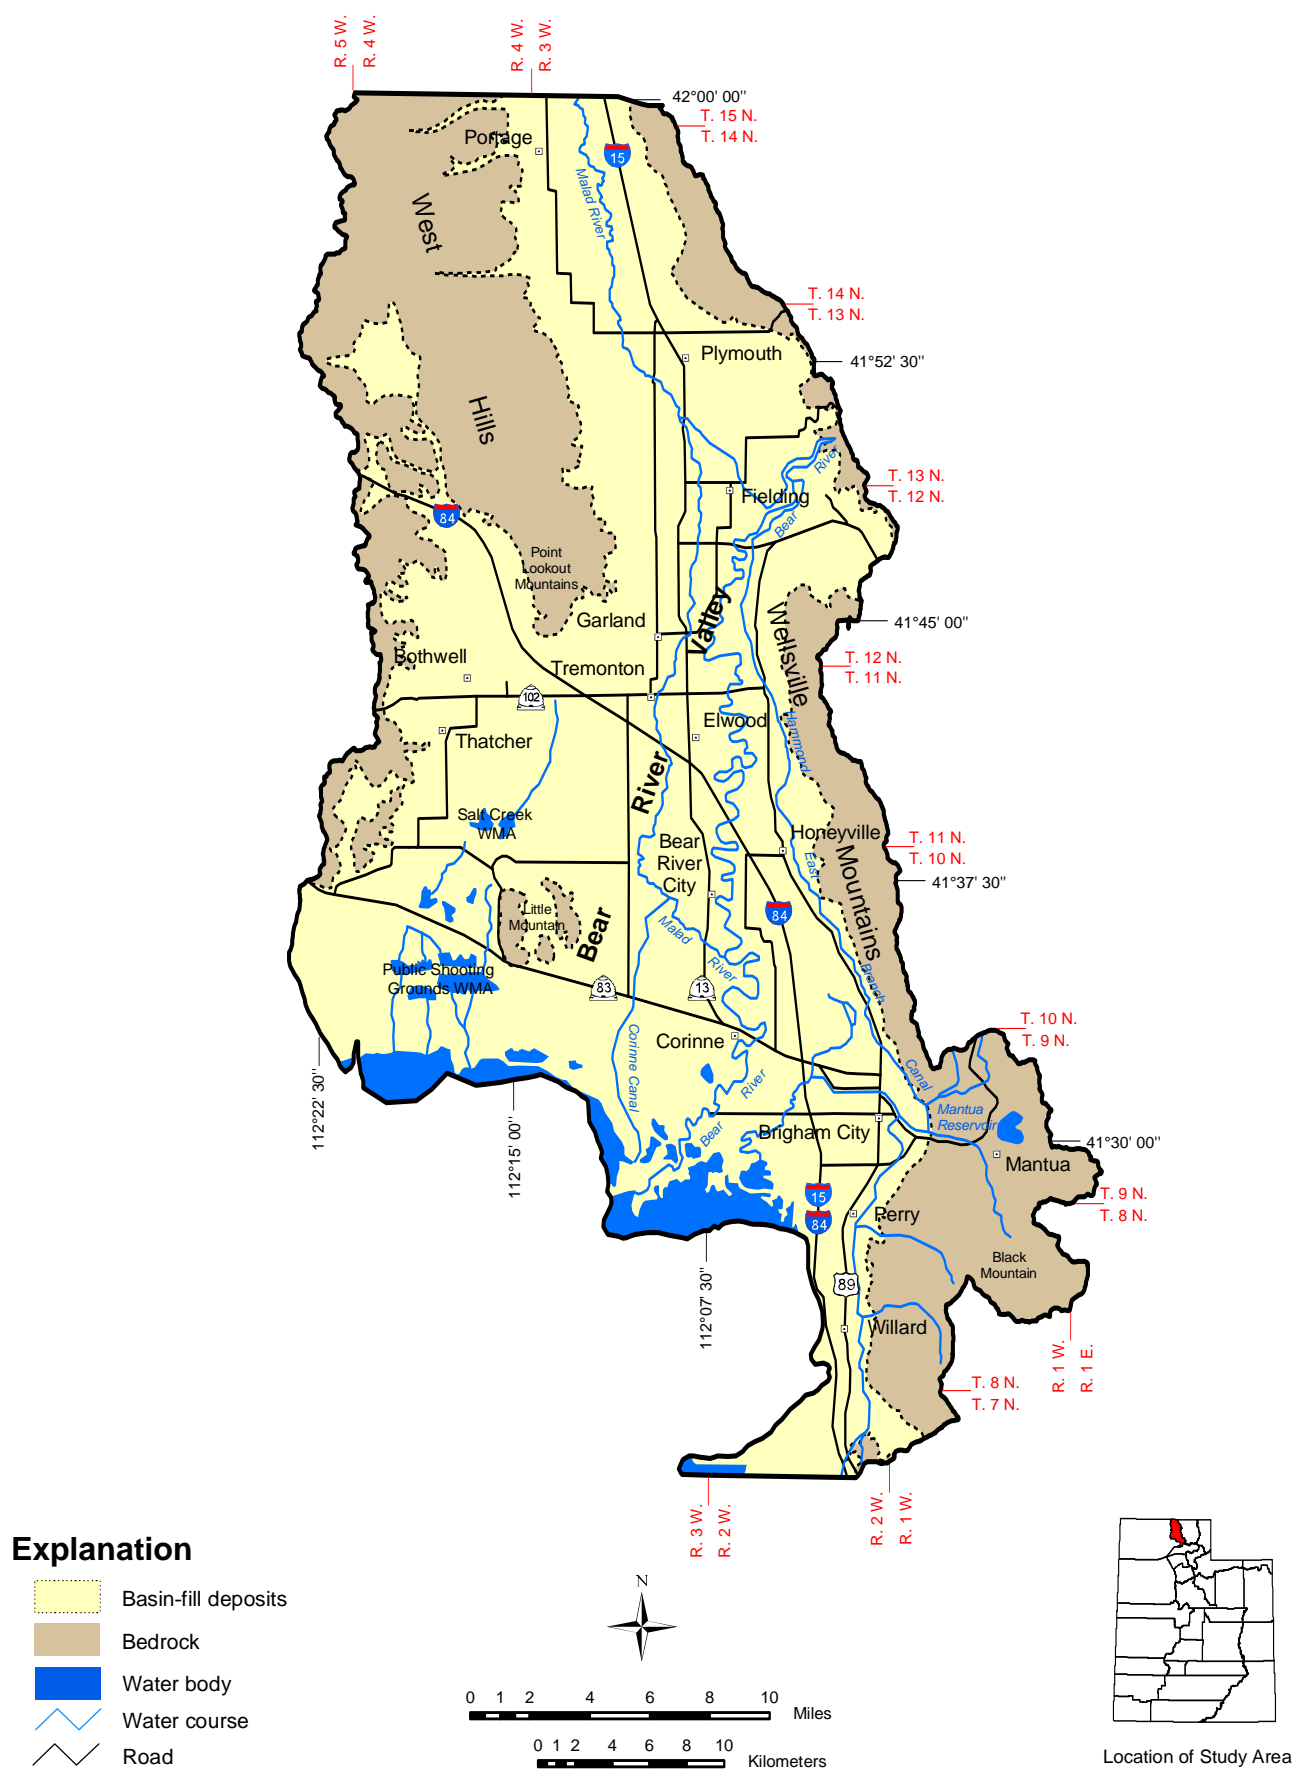 R. 5 W.
R. 4 W.
R. 4 W.
R. 3 W.
42°00' 00"
T. 15 N.
T. 14 N.
Portage
15
Malad River
West
T. 14 N.
T. 13 N.
Plymouth
41°52' 30"
Hills
River
T. 13 N.
T. 12 N.
Fielding
84
Bear
Point
Lookout
Mountains
Garland
Valley
Wellsville
41°45' 00"
Bothwell
Tremonton
T. 12 N.
T. 11 N.
102
Elwood
Hammond
Thatcher
River
Salt Creek
WMA
Honeyville
Bear
River
City
East
Mountains
T. 11 N.
T. 10 N.
41°37' 30"
Little
Mountain
Bear
84
Malad
River
Public Shooting
Grounds WMA
83
13
Branch
T. 10 N.
T. 9 N.
Corinne
Corinne Canal
Canal
112°22' 30"
112°15' 00"
River
Bear
Mantua
Reservoir
Brigham City
41°30' 00"
Mantua
15
84
Perry
T. 9 N.
T. 8 N.
Black
Mountain
89
112°07' 30"
Willard
R. 1 W.
R. 1 E.
T. 8 N.
T. 7 N.
R. 3 W.
R. 2 W.
R. 2 W.
R. 1 W.
Explanation
Basin-fill deposits
Bedrock
Water body
Water course
Road
N
0 1 2 4 6 8 10
Miles
0 1 2 4 6 8 10
Kilometers
Location of Study Area